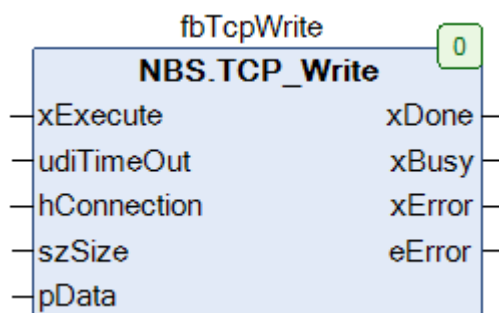 fbTcpWrite
0
NBS.TCP_Write
xExecute xDone
udiTimeOut xBusy
hConnection xError
szSize eError
pData